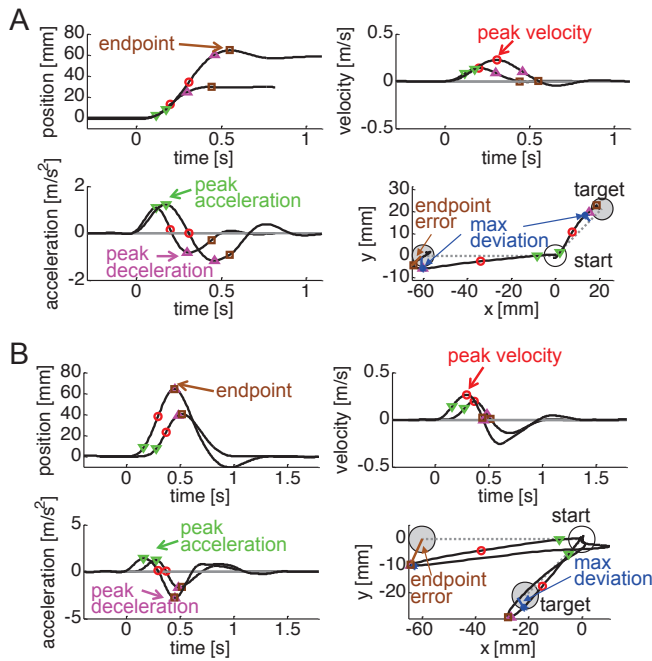 A
position [mm]
80
60
40
20
0
endpoint
0
0.5
1
time [s]
velocity [m/s]
0.5
0
-0.5
peak velocity
0
0.5
1
time [s]
acceleration [m/s²]
2
0
-2
peak
acceleration
peak
deceleration
0
0.5
1
time [s]
y [mm]
30
20
10
0
-10
endpoint
error
max
deviation
target
start
-60
-40
-20
0
20
x [mm]
B
position [mm]
80
60
40
20
0
endpoint
0
0.5
1
1.5
time [s]
velocity [m/s]
0.5
0
-0.5
peak velocity
0
0.5
1
1.5
time [s]
acceleration [m/s²]
5
0
-5
peak
acceleration
peak
deceleration
0
0.5
1
1.5
time [s]
y [mm]
0
-10
-20
start
endpoint
error
max
deviation
target
-60
-40
-20
0
x [mm]